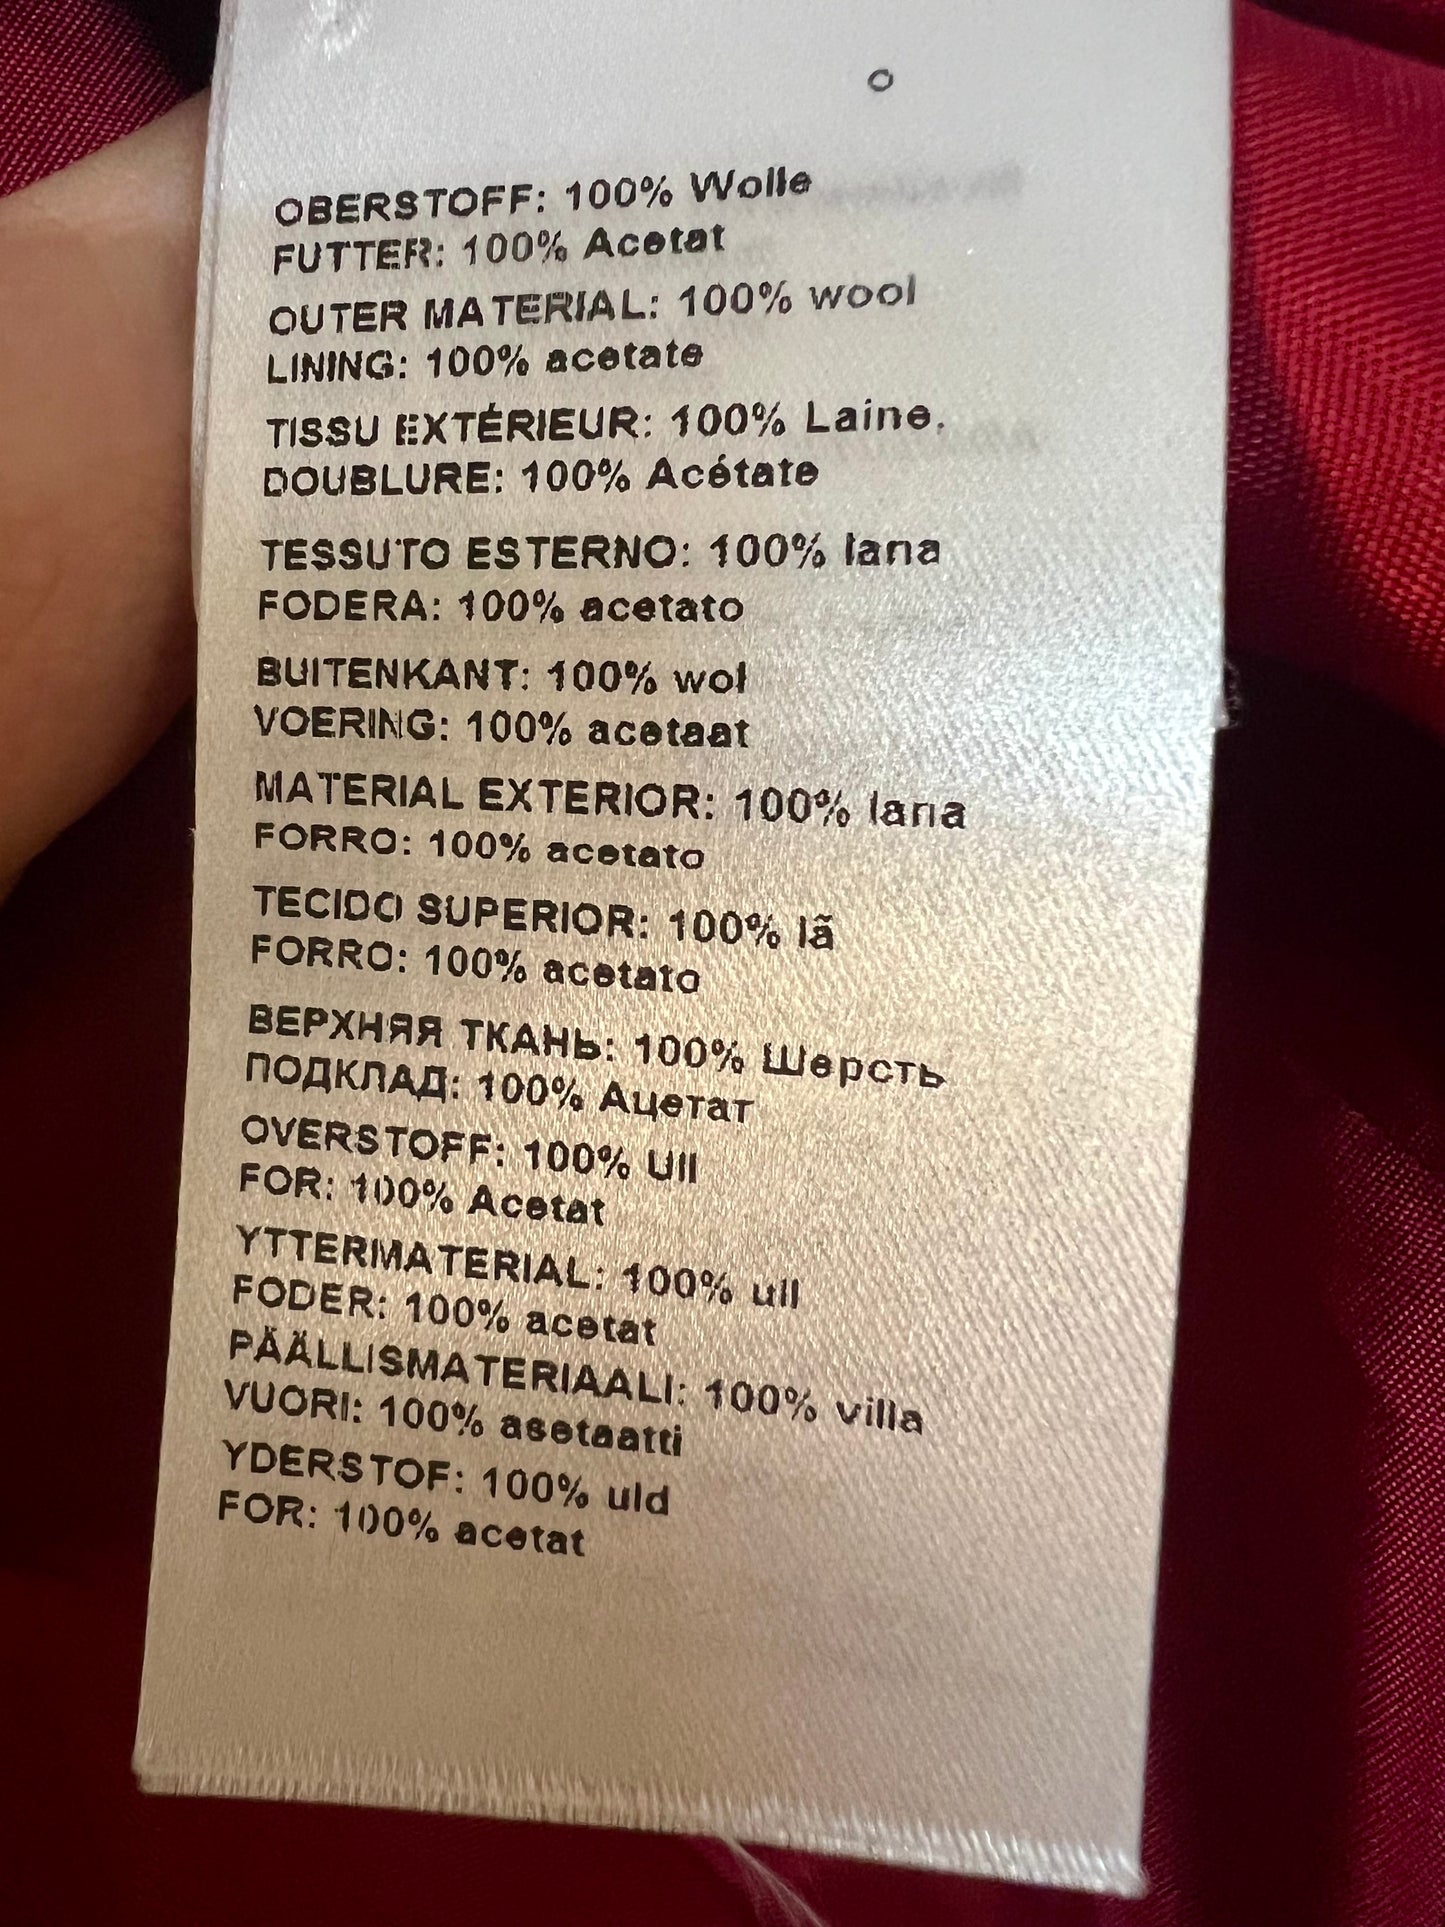 OBERSTOFF: 100% Wolle
FUTTER: 100% Acetat
OUTER MATERIAL: 100% wool
LINING: 100% acetate
TISSU EXTÉRIEUR: 100% Laine.
DOUBLURE: 100% Acétate
TESSUTO ESTERNO: 100% lana
FODERA: 100% acetato
BUITENKANT: 100% wol
VOERING: 100% acetaat
MATERIAL EXTERIOR: 100% lana
FORRO: 100% acetato
TECIDO SUPERIOR: 100% lã
FORRO: 100% acetato
ВЕРХНЯЯ ТКАНЬ: 100% Шерсть
ПОДКЛАД: 100% Ацетат
OVERSTOFF: 100% Ull
FOR: 100% Acetat
YTTERMATERIAL: 100% ull
FODER: 100% acetat
PÄÄLLISMATERIAALI: 100% villa
VUORI: 100% asetaatti
YDERSTOF: 100% uld
FOR: 100% acetat